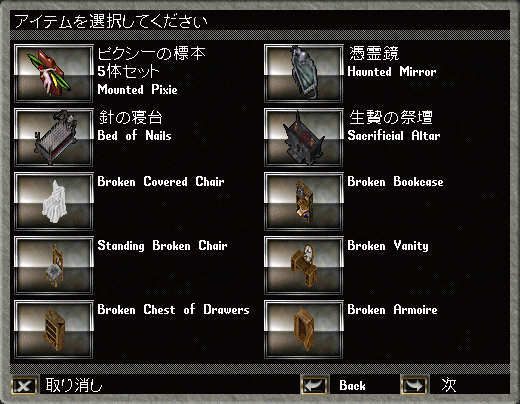 アイテムを選択してください
ピクシーの標本
5体セット
Mounted Pixie
憑霊鏡
Haunted Mirror
針の寝台
Bed of Nails
生贄の祭壇
Sacrificial Altar
Broken Covered Chair
Broken Bookcase
Standing Broken Chair
Broken Vanity
Broken Chest of Drawers
Broken Armoire
取り消し
Back
次